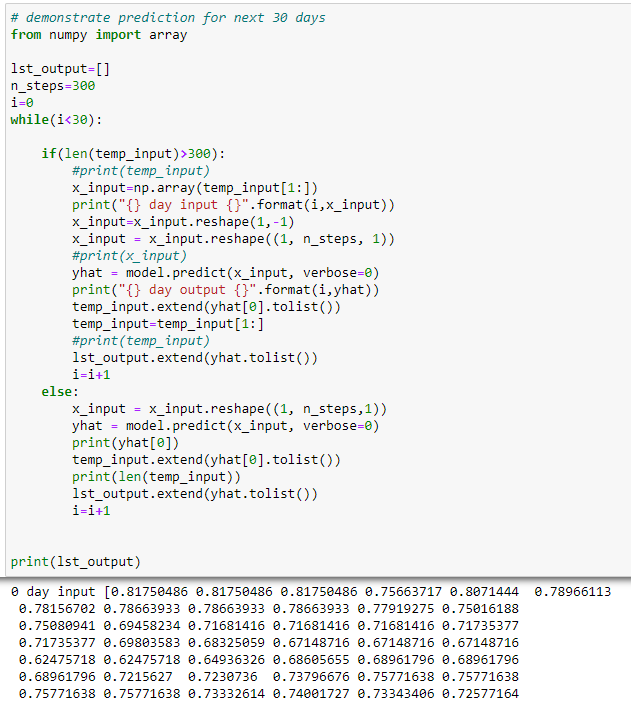 # demonstrate prediction for next 30 days
from numpy import array
lst_output=[]
n_steps=300
i=0
while(i<30):
    if(len(temp_input)>300):
        #print(temp_input)
        x_input=np.array(temp_input[1:])
        print("{} day input {}".format(i,x_input))
        x_input=x_input.reshape(1,-1)
        x_input = x_input.reshape((1, n_steps, 1))
        #print(x_input)
        yhat = model.predict(x_input, verbose=0)
        print("{} day output {}".format(i,yhat))
        temp_input.extend(yhat[0].tolist())
        temp_input=temp_input[1:]
        #print(temp_input)
        lst_output.extend(yhat.tolist())
        i=i+1
    else:
        x_input = x_input.reshape((1, n_steps,1))
        yhat = model.predict(x_input, verbose=0)
        print(yhat[0])
        temp_input.extend(yhat[0].tolist())
        print(len(temp_input))
        lst_output.extend(yhat.tolist())
        i=i+1
print(lst_output)
0 day input [0.81750486 0.81750486 0.81750486 0.75663717 0.8071444  0.78966113
 0.78156702 0.78663933 0.78663933 0.78663933 0.77919275 0.75016188
 0.75080941 0.69458234 0.71681416 0.71681416 0.71681416 0.71735377
 0.71735377 0.69803583 0.68325059 0.67148716 0.67148716 0.67148716
 0.62475718 0.62475718 0.64936326 0.68605655 0.68961796 0.68961796
 0.68961796 0.7215627  0.7230736  0.73796676 0.75771638 0.75771638
 0.75771638 0.75771638 0.73332614 0.74001727 0.73343406 0.72577164